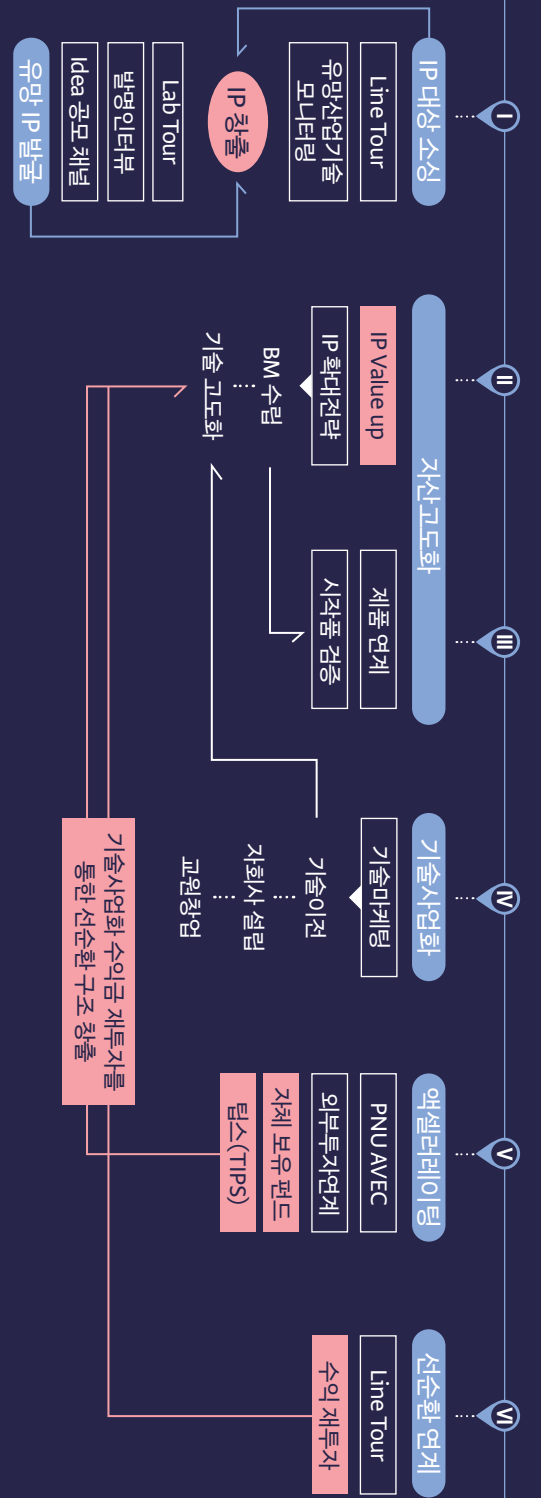 I
IP 대상 소싱
Line Tour
유망산업기술
모니터링
IP 창출
Lab Tour
발명인터뷰
Idea 공모 채널
유망 IP 발굴
II
III
자산고도화
IP Value up
IP 확대전략
BM 수립
기술 고도화
제품 연계
시작품 검증
IV
기술사업화
기술마케팅
기술이전
자회사 설립
교원창업
V
액셀러레이팅
PNU AVEC
외부투자연계
자체 보유 펀드
팁스(TIPS)
VI
선순환 연계
Line Tour
수익 재투자
기술사업화 수익금 재투자를
통한 선순환 구조 창출